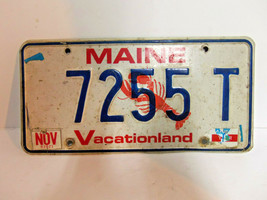 MAINE
7255 T
NOV
Vacationland